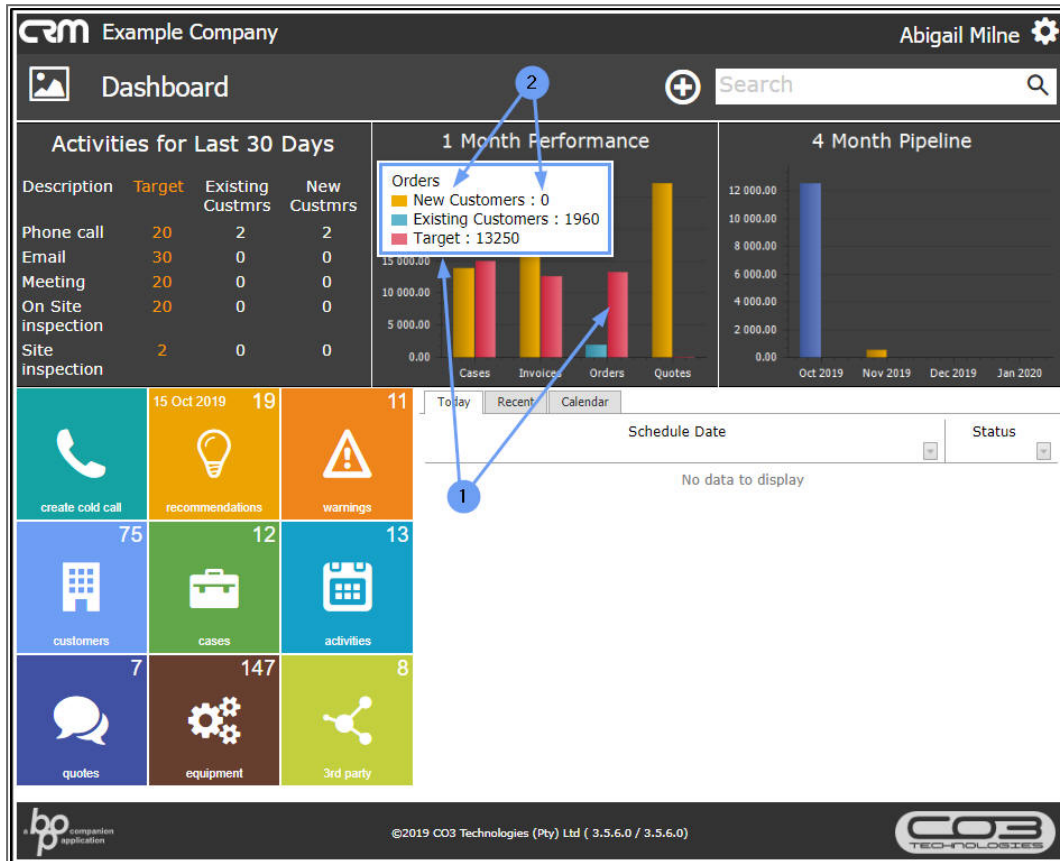 CRM Example Company
Abigail Milne
Dashboard
Search
2
Activities for Last 30 Days
Description Target Existing Custmrs New Custmrs
Phone call 20 2 2
Email 30 0 0
Meeting 20 0 0
On Site inspection 20 0 0
Site inspection 2 0 0
1 Month Performance
Orders
New Customers : 0
Existing Customers : 1960
Target : 13250
15 000.00
10 000.00
5 000.00
0.00
Cases Invoices Orders Quotes
4 Month Pipeline
12 000.00
10 000.00
8 000.00
6 000.00
4 000.00
2 000.00
0.00
Oct 2019 Nov 2019 Dec 2019 Jan 2020
1
create cold call
15 Oct 2019 19
recommendations
11
warnings
75
customers
12
cases
13
activities
7
quotes
147
equipment
8
3rd party
Today Recent Calendar
Schedule Date Status
No data to display
a bpo companion application
©2019 CO3 Technologies (Pty) Ltd ( 3.5.6.0 / 3.5.6.0)
CO3
TECHNOLOGIES